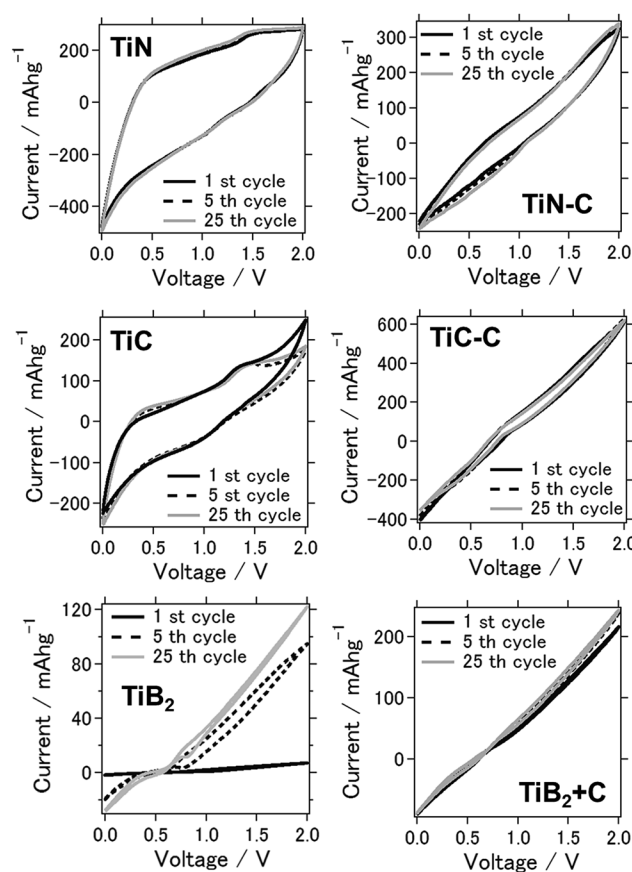 TiN
200
0
-200
-400
Current / mAhg⁻¹
1 st cycle
5 th cycle
25 th cycle
0.0 0.5 1.0 1.5 2.0
Voltage / V
1 st cycle
5 th cycle
25 th cycle
300
200
100
0
-100
-200
Current / mAhg⁻¹
TiN-C
0.0 0.5 1.0 1.5 2.0
Voltage / V
TiC
200
100
0
-100
-200
Current / mAhg⁻¹
1 st cycle
5 st cycle
25 th cycle
0.0 0.5 1.0 1.5 2.0
Voltage / V
TiC-C
600
400
200
0
-200
-400
Current / mAhg⁻¹
1 st cycle
5 th cycle
25 th cycle
0.0 0.5 1.0 1.5 2.0
Voltage / V
120
80
40
0
Current / mAhg⁻¹
1 st cycle
5 th cycle
25 th cycle
TiB₂
0.0 0.5 1.0 1.5 2.0
Voltage / V
200
100
0
Current / mAhg⁻¹
1 st cycle
5 th cycle
25 th cycle
TiB₂+C
0.0 0.5 1.0 1.5 2.0
Voltage / V